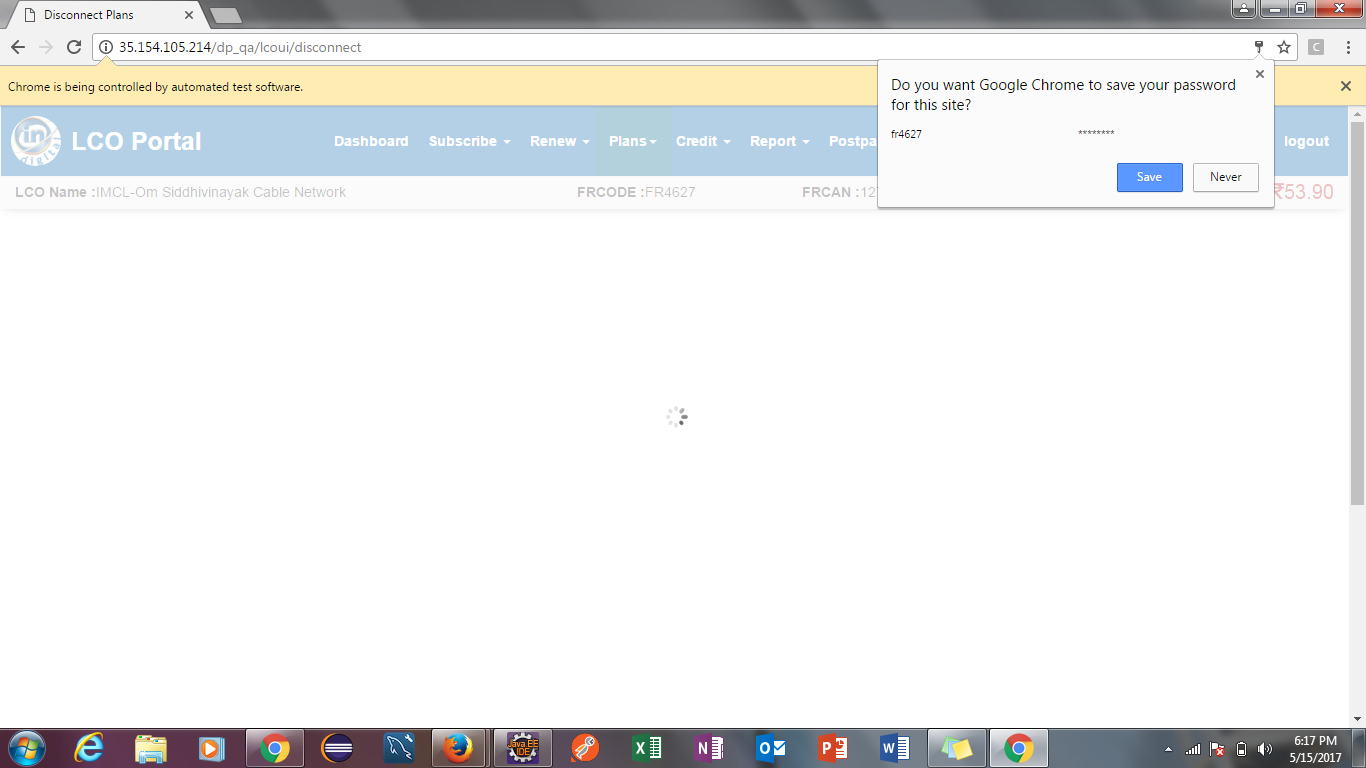 Disconnect Plans
35.154.105.214/dp_qa/lcoui/disconnect
C
Chrome is being controlled by automated test software.
Do you want Google Chrome to save your password
for this site?
fr4627 ********
Save Never
in
digital
LCO Portal Dashboard Subscribe Renew Plans Credit Report Postpa logout
LCO Name :IMCL-Om Siddhivinayak Cable Network FRCODE :FR4627 FRCAN :12 ₹53.90
Java EE
IDE
6:17 PM
5/15/2017